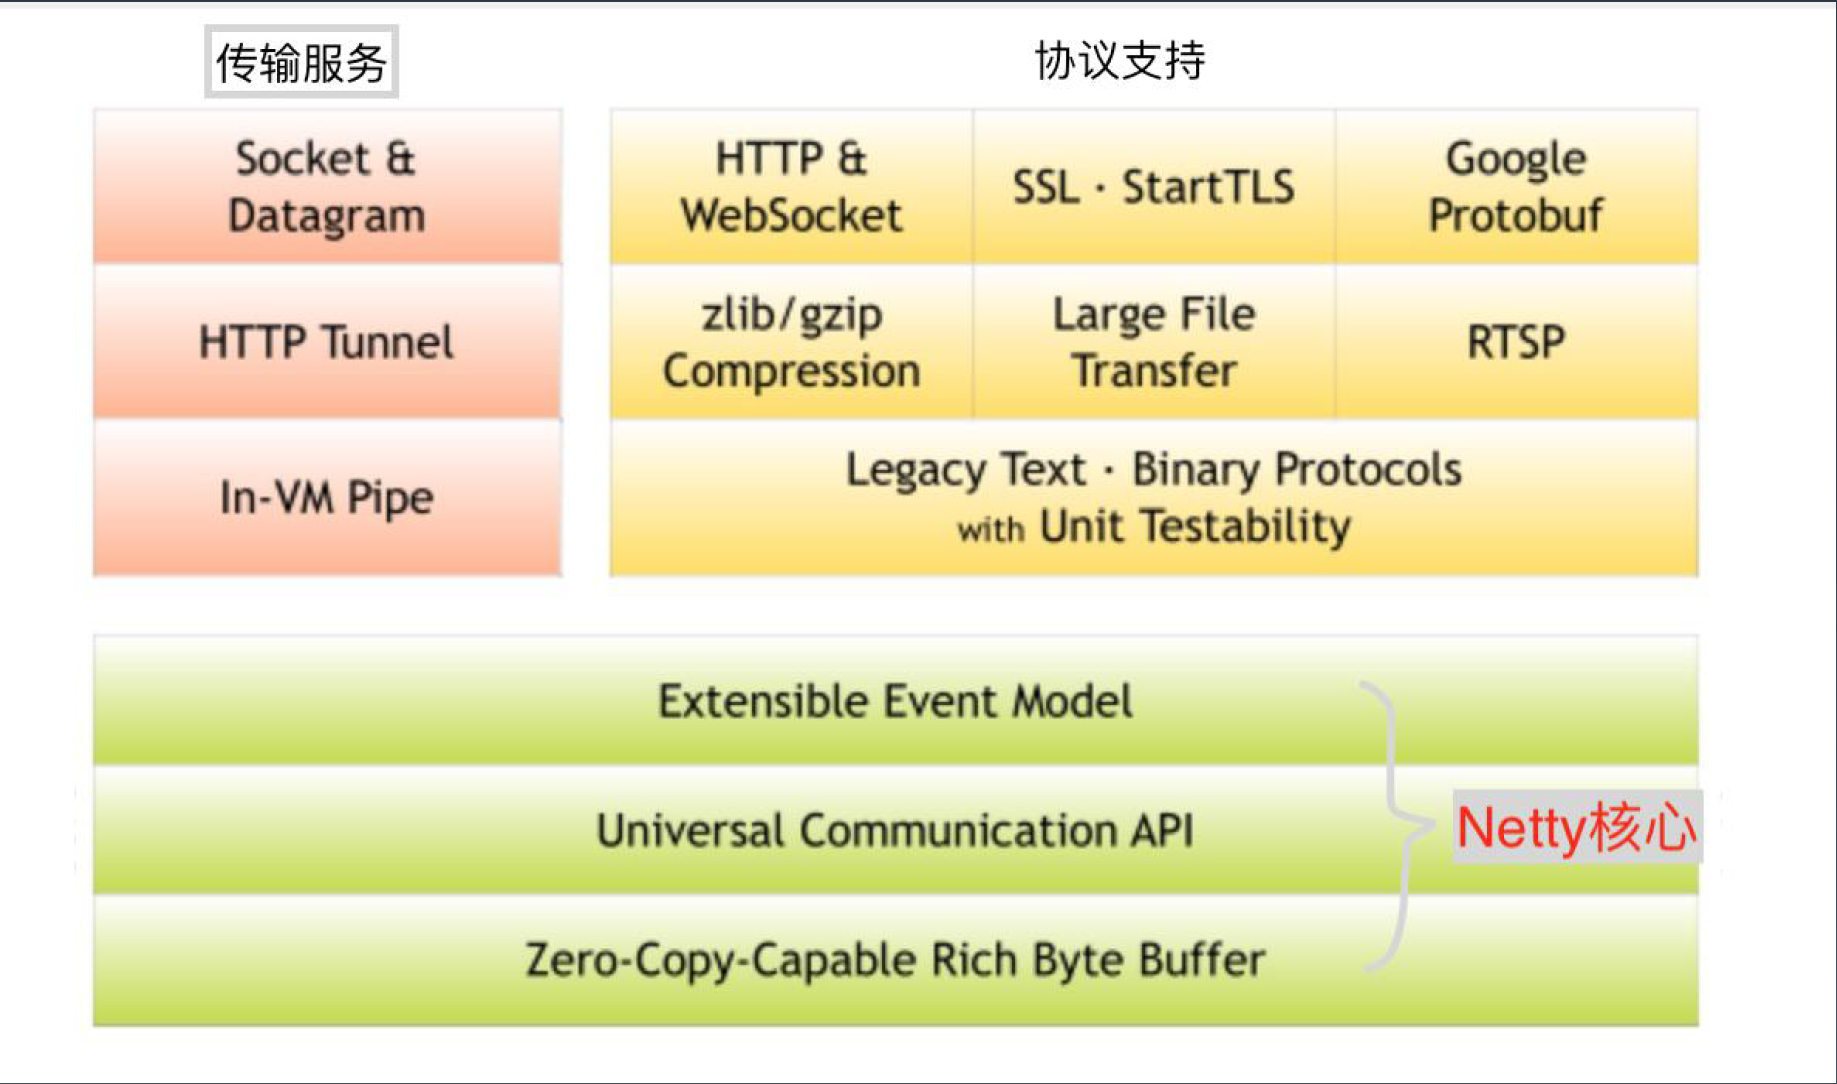 传输服务
协议支持
Socket &
Datagram
HTTP &
WebSocket
SSL · StartTLS
Google
Protobuf
HTTP Tunnel
zlib/gzip
Compression
Large File
Transfer
RTSP
In-VM Pipe
Legacy Text · Binary Protocols
with Unit Testability
Extensible Event Model
Universal Communication API
Netty核心
Zero-Copy-Capable Rich Byte Buffer